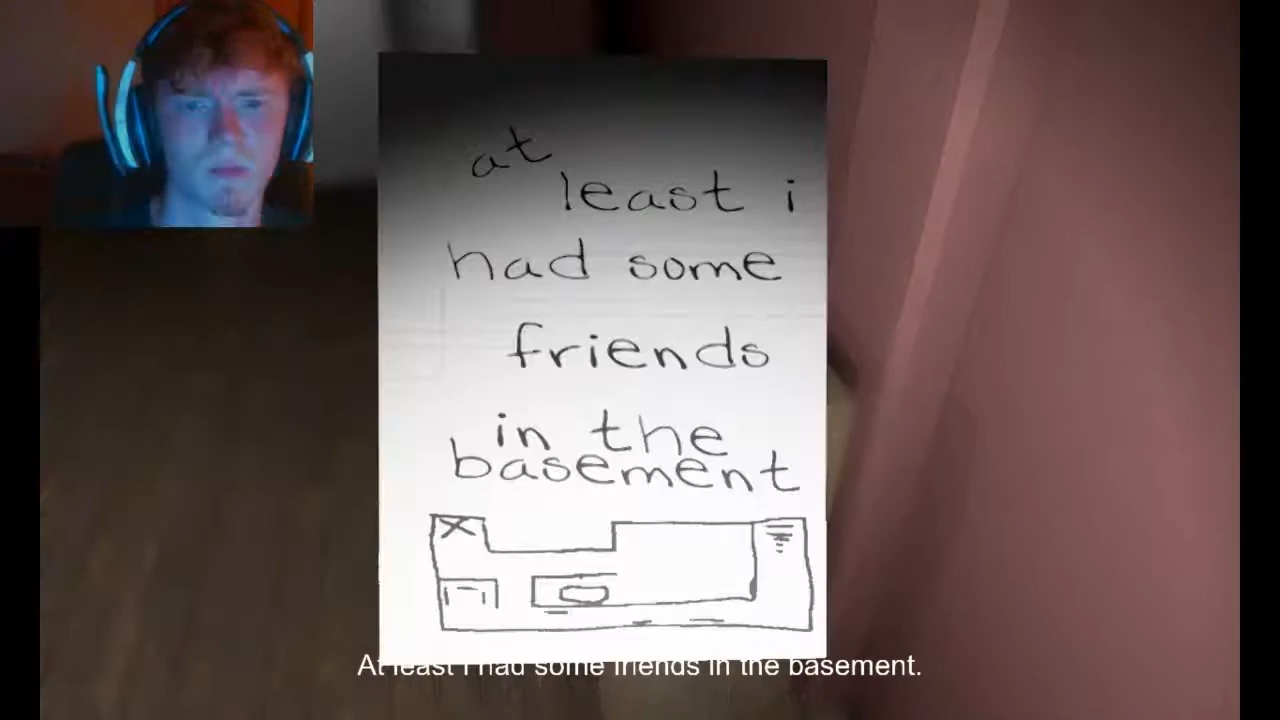 at
least i
had some
friends
in the
basement
At least I had some friends in the basement.